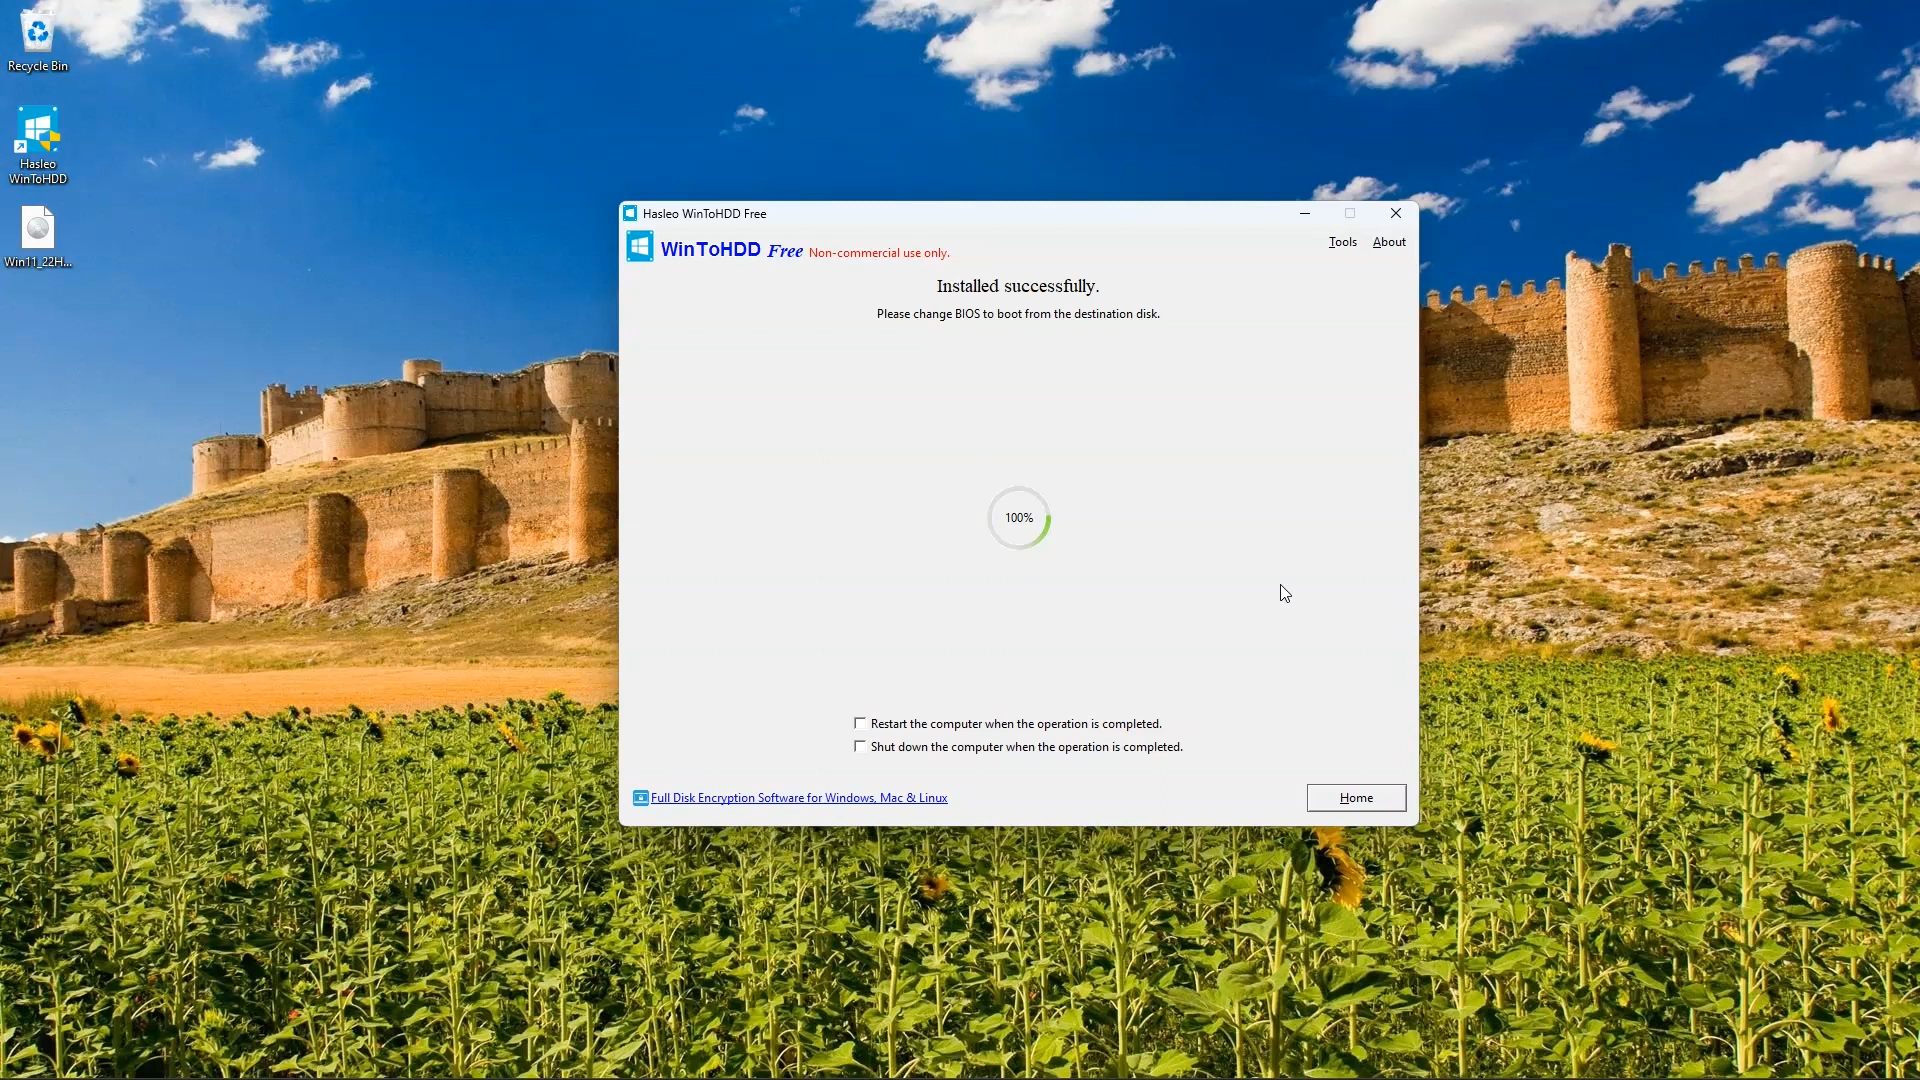 Recycle Bin
Hasleo
WinToHDD
Win11_22H...
Hasleo WinToHDD Free
WinToHDD Free Non-commercial use only.
Tools About
Installed successfully.
Please change BIOS to boot from the destination disk.
100%
Restart the computer when the operation is completed.
Shut down the computer when the operation is completed.
Full Disk Encryption Software for Windows, Mac & Linux
Home